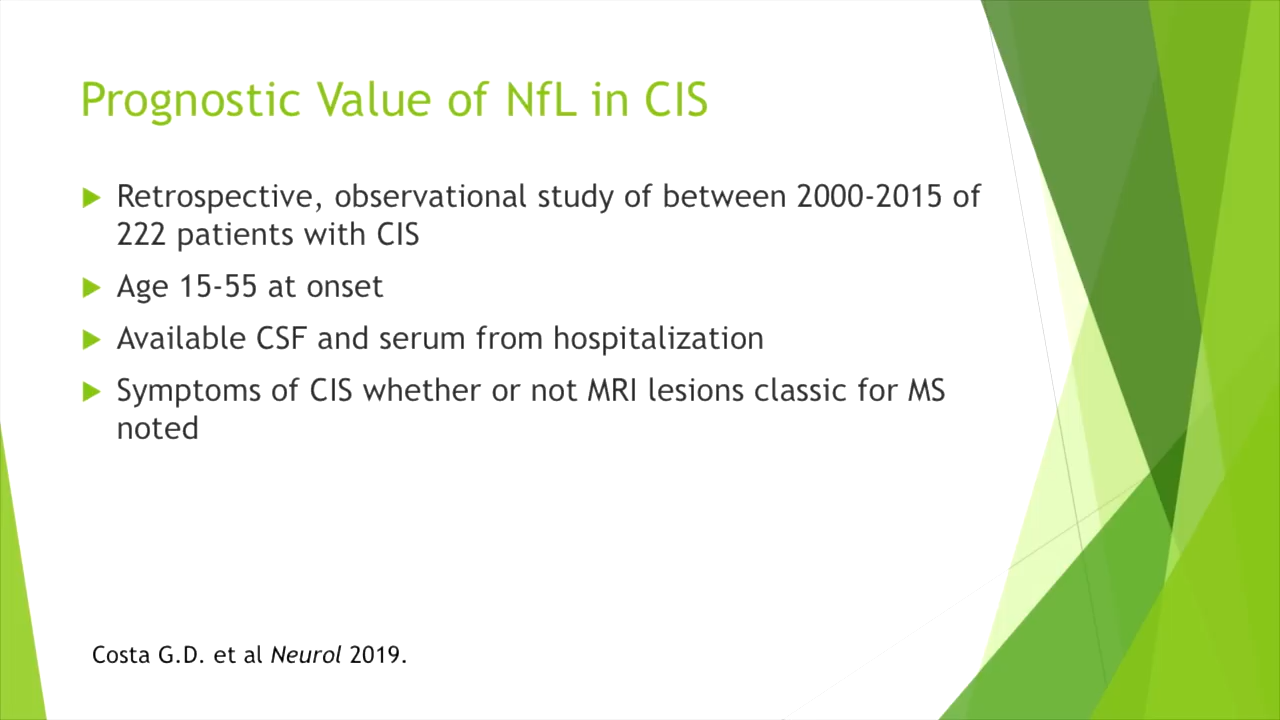 Prognostic Value of NfL in CIS
Retrospective, observational study of between 2000-2015 of
222 patients with CIS
Age 15-55 at onset
Available CSF and serum from hospitalization
Symptoms of CIS whether or not MRI lesions classic for MS
noted
Costa G.D. et al Neurol 2019.